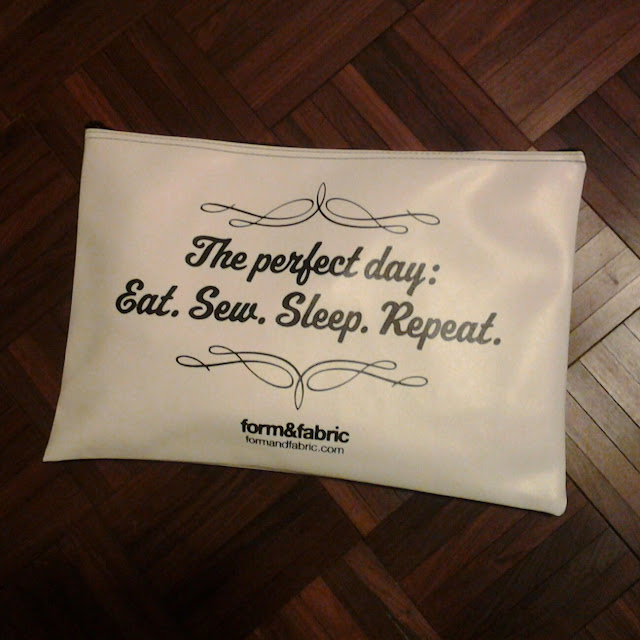 The perfect day:
Eat. Sew. Sleep. Repeat.
form&fabric
formandfabric.com